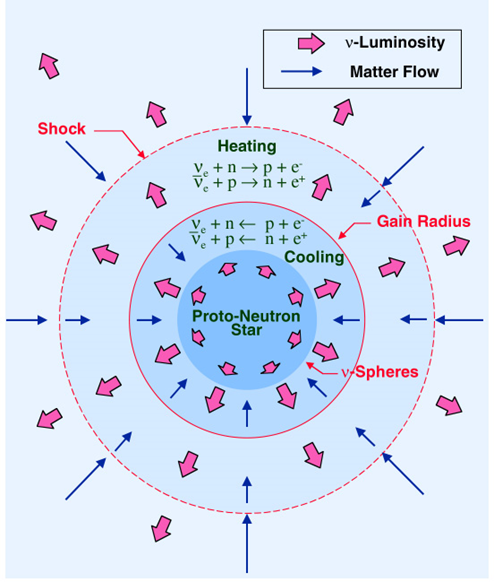 ν-Luminosity
Matter Flow
Shock
Heating
νₑ + n → p + e⁻
ν̅ₑ + p → n + e⁺
Gain Radius
νₑ + n ← p + e⁻
ν̅ₑ + p ← n + e⁺
Cooling
Proto-Neutron
Star
ν-Spheres